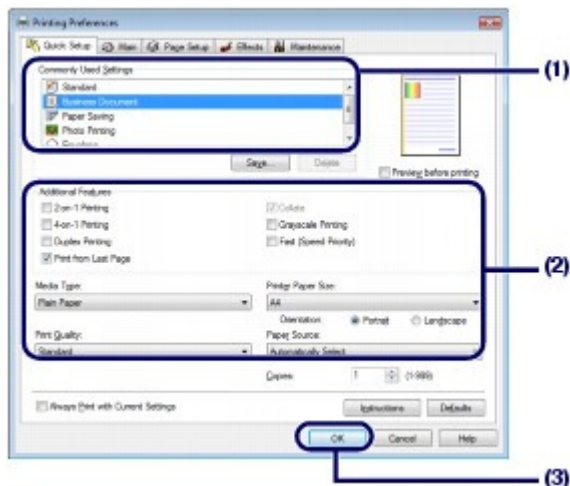 Printing Preferences
Quick Setup Main Page Setup Effects Maintenance
Commonly Used Settings
(1)
Standard
Business Document
Paper Saving
Photo Printing
Save... Delete
Preview before printing
Additional Features
2-on-1 Printing
Collate
4-on-1 Printing
Grayscale Printing
Duplex Printing
Fast (Speed Priority)
Print from Last Page
(2)
Media Type:
Printer Paper Size:
Plain Paper
A4
Orientation: Portrait Landscape
Print Quality:
Paper Source:
Standard
Automatically Select
Copies: 1 (1-999)
Always Print with Current Settings
Instructions Defaults
OK Cancel Help
(3)